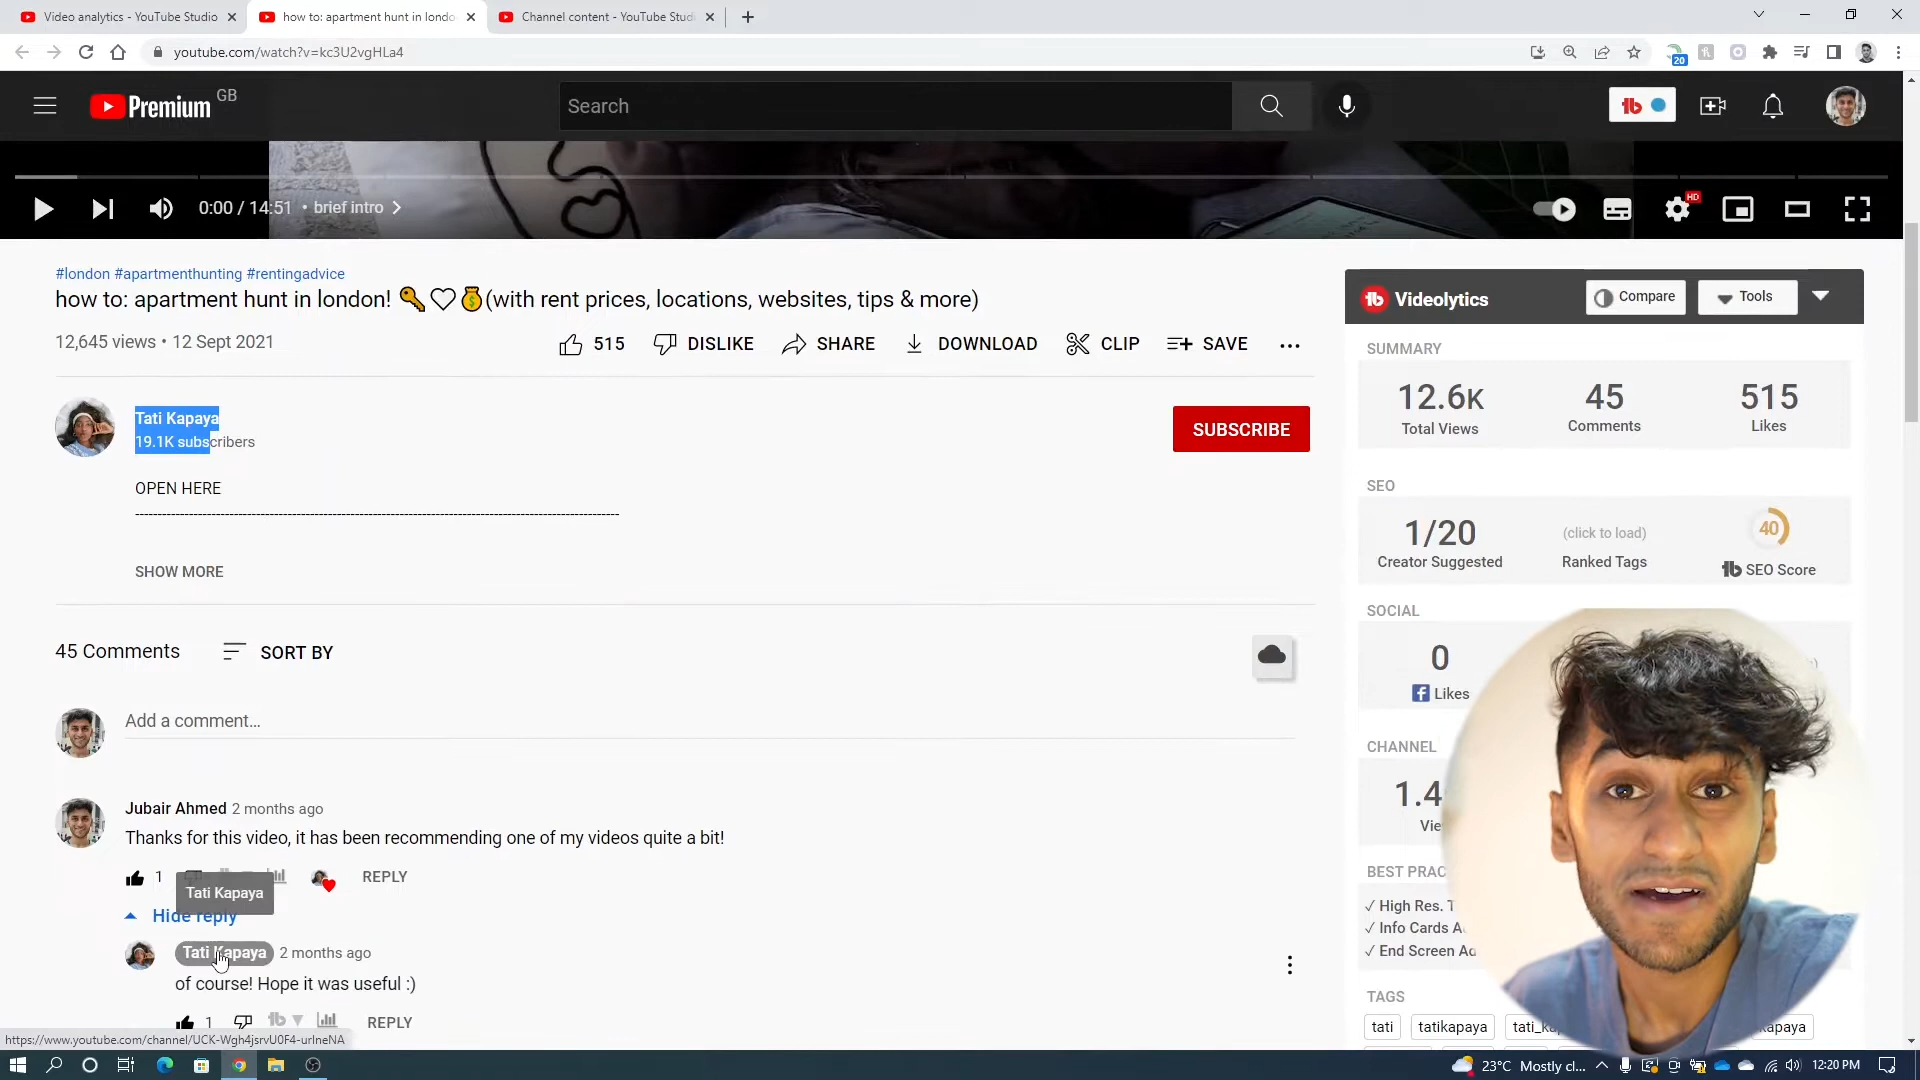 Video analytics - YouTube Studio
how to: apartment hunt in londo
Channel content - YouTube Stud
youtube.com/watch?v=kc3U2vgHLa4
20
Premium GB
Search
0:00 / 14:51 • brief intro
HD
#london #apartmenthunting #rentingadvice
how to: apartment hunt in london! 🔑🤍💰(with rent prices, locations, websites, tips & more)
12,645 views • 12 Sept 2021
515 DISLIKE SHARE DOWNLOAD CLIP SAVE
Tati Kapaya
19.1K subscribers
SUBSCRIBE
OPEN HERE
---------------------------------------------------------------------------------------------------------
SHOW MORE
45 Comments SORT BY
Add a comment...
Jubair Ahmed 2 months ago
Thanks for this video, it has been recommending one of my videos quite a bit!
1 REPLY
Tati Kapaya
Hide reply
Tati Kapaya 2 months ago
of course! Hope it was useful :)
1 REPLY
https://www.youtube.com/channel/UCK-Wgh4jsrvU0F4-urIneNA
Videolytics Compare Tools
SUMMARY
12.6K 45 515
Total Views Comments Likes
SEO
1/20 (click to load) 40
Creator Suggested Ranked Tags SEO Score
SOCIAL
0
Likes
CHANNEL
1.4
Vie
BEST PRAC
✓ High Res. T
✓ Info Cards A
✓ End Screen Ad
TAGS
tati tatikapaya tati_ka kapaya
23°C Mostly cl... 12:20 PM